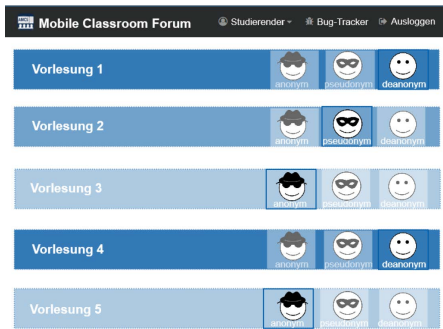 Mobile Classroom Forum Studierender Bug-Tracker Ausloggen
Vorlesung 1 anonym pseudonym deanonym
Vorlesung 2 anonym pseudonym deanonym
Vorlesung 3 anonym pseudonym deanonym
Vorlesung 4 anonym pseudonym deanonym
Vorlesung 5 anonym pseudonym deanonym